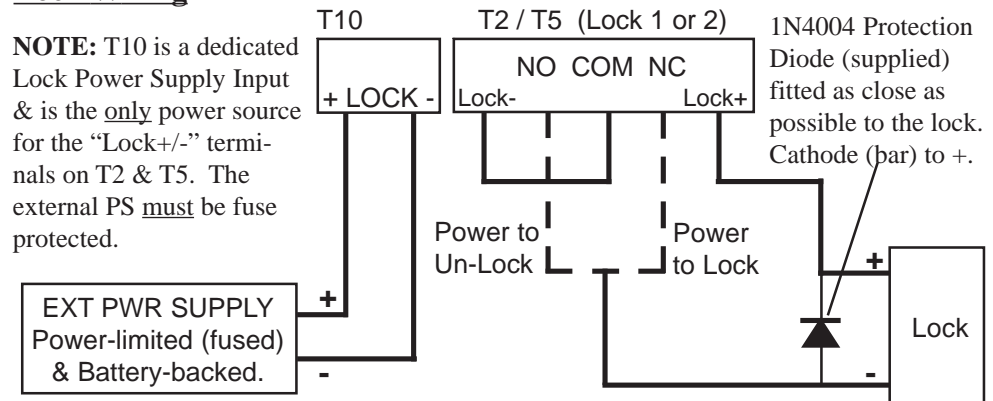 NOTE: T10 is a dedicated
Lock Power Supply Input
& is the only power source
for the “Lock+/-” termi-
nals on T2 & T5. The
external PS must be fuse
protected.
T10
+ LOCK -
T2 / T5 (Lock 1 or 2)
NO COM NC
Lock- Lock+
1N4004 Protection
Diode (supplied)
fitted as close as
possible to the lock.
Cathode (bar) to +.
Power to
Un-Lock
Power
to Lock
EXT PWR SUPPLY
Power-limited (fused)
& Battery-backed.
+
-
+
-
Lock